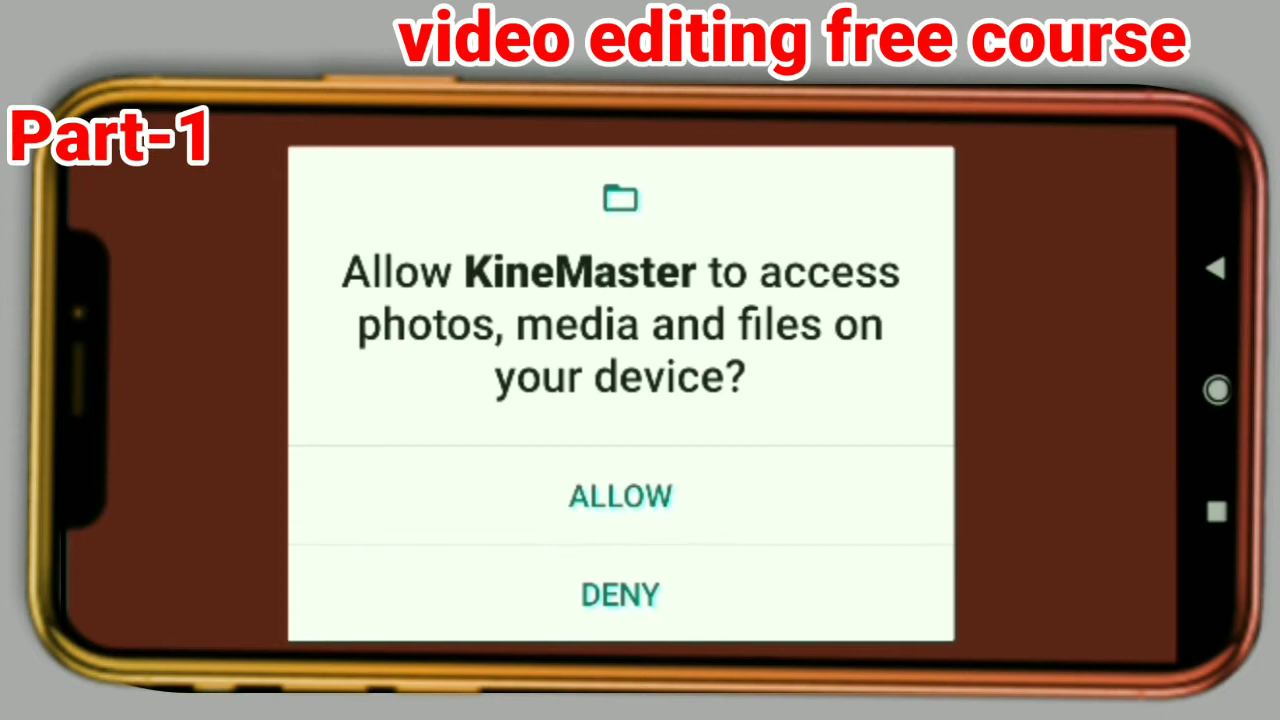 video editing free course
Part-1
Allow KineMaster to access
photos, media and files on
your device?
ALLOW
DENY